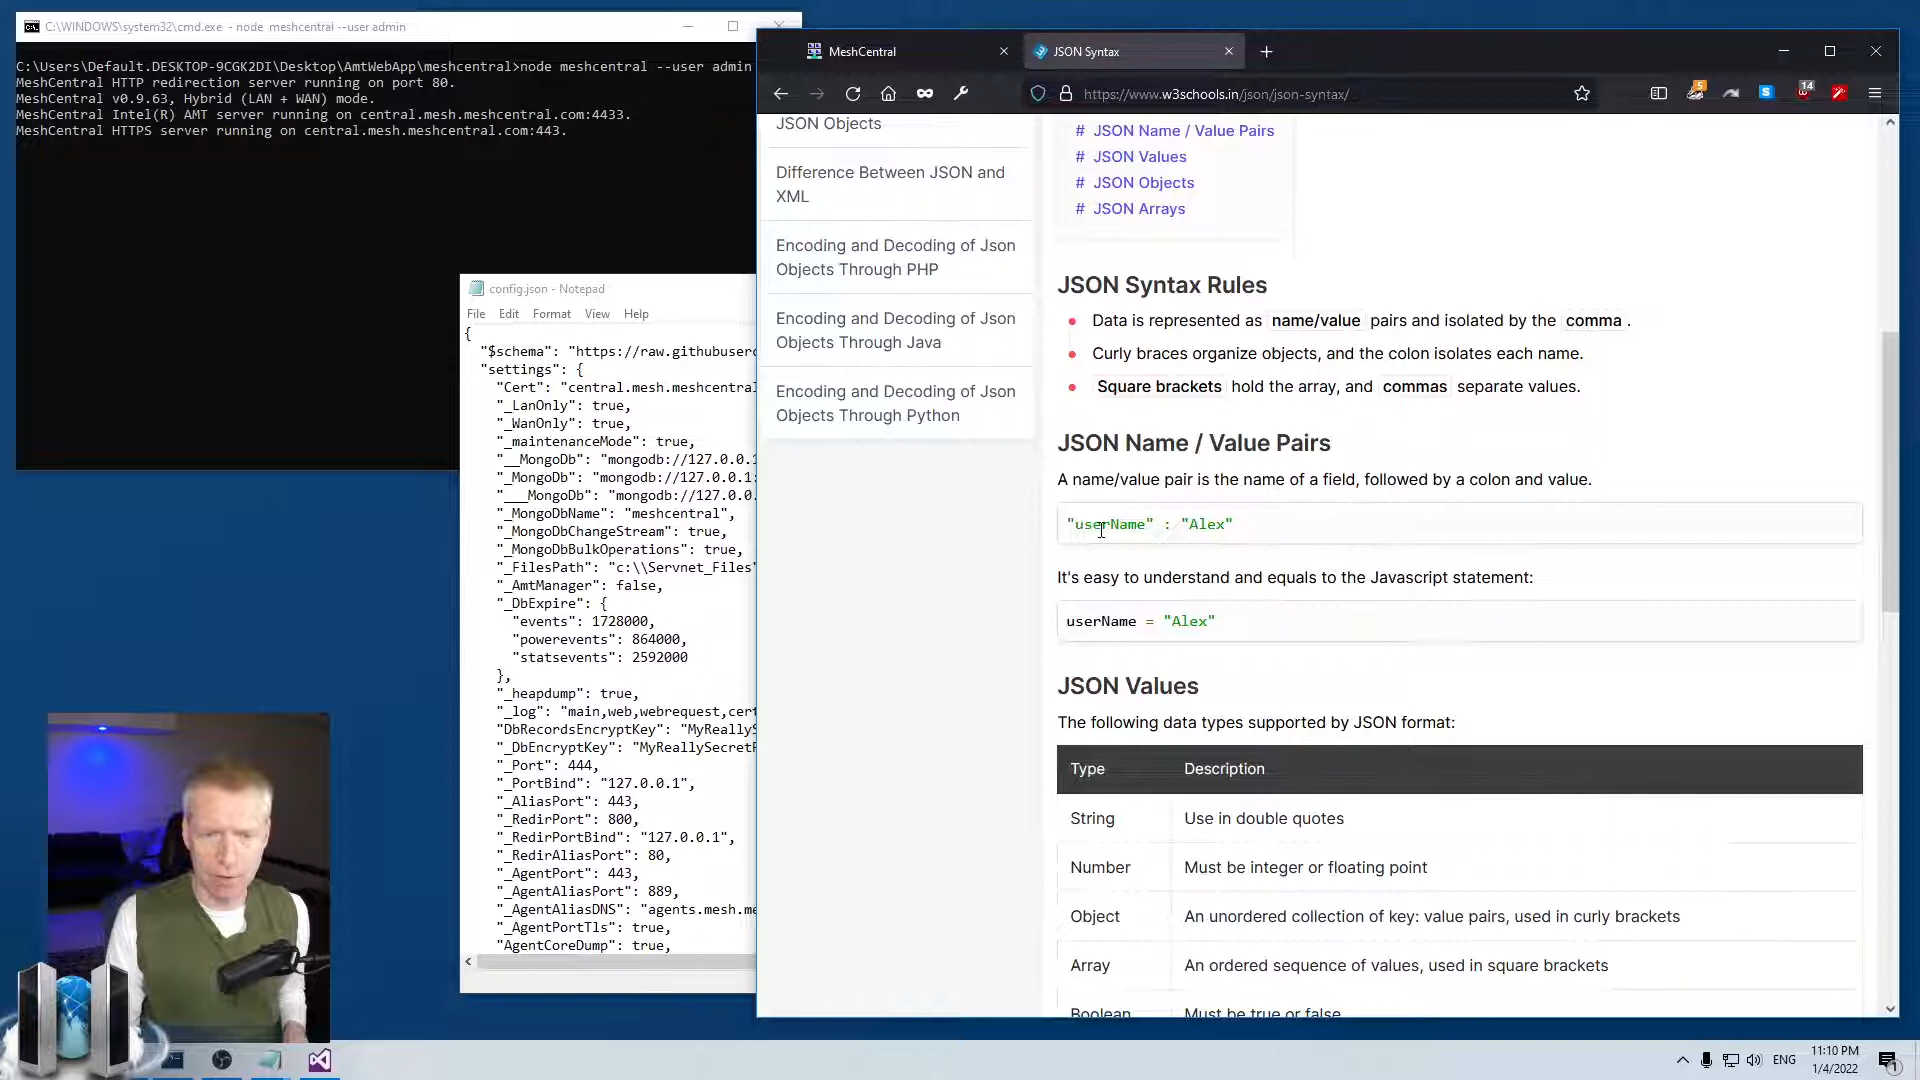 C:\WINDOWS\system32\cmd.exe - node meshcentral --user admin
C:\Users\Default.DESKTOP-9CGK2DI\Desktop\AmtWebApp\meshcentral>node meshcentral --user admin
MeshCentral HTTP redirection server running on port 80.
MeshCentral v0.9.63, Hybrid (LAN + WAN) mode.
MeshCentral Intel(R) AMT server running on central.mesh.meshcentral.com:4433.
MeshCentral HTTPS server running on central.mesh.meshcentral.com:443.
config.json - Notepad
File Edit Format View Help
{
"$schema": "https://raw.githubuserc
"settings": {
"Cert": "central.mesh.meshcentral
"_LanOnly": true,
"_WanOnly": true,
"_maintenanceMode": true,
"__MongoDb": "mongodb://127.0.0.1
"_MongoDb": "mongodb://127.0.0.1:
"___MongoDb": "mongodb://127.0.0.
"_MongoDbName": "meshcentral",
"_MongoDbChangeStream": true,
"_MongoDbBulkOperations": true,
"_FilesPath": "c:\\Servnet_Files"
"_AmtManager": false,
"_DbExpire": {
"events": 1728000,
"powerevents": 864000,
"statsevents": 2592000
},
"_heapdump": true,
"_log": "main,web,webrequest,cert
"DbRecordsEncryptKey": "MyReallyS
"_DbEncryptKey": "MyReallySecretP
"_Port": 444,
"_PortBind": "127.0.0.1",
"_AliasPort": 443,
"_RedirPort": 800,
"_RedirPortBind": "127.0.0.1",
"_RedirAliasPort": 80,
"_AgentPort": 443,
"_AgentAliasPort": 889,
"_AgentAliasDNS": "agents.mesh.me
"_AgentPortTls": true,
"AgentCoreDump": true,
MeshCentral
JSON Syntax
https://www.w3schools.in/json/json-syntax/
5
14
JSON Objects
Difference Between JSON and
XML
Encoding and Decoding of Json
Objects Through PHP
Encoding and Decoding of Json
Objects Through Java
Encoding and Decoding of Json
Objects Through Python
# JSON Name / Value Pairs
# JSON Values
# JSON Objects
# JSON Arrays
JSON Syntax Rules
Data is represented as name/value pairs and isolated by the comma .
Curly braces organize objects, and the colon isolates each name.
Square brackets hold the array, and commas separate values.
JSON Name / Value Pairs
A name/value pair is the name of a field, followed by a colon and value.
"userName" : "Alex"
It's easy to understand and equals to the Javascript statement:
userName = "Alex"
JSON Values
The following data types supported by JSON format:
Type Description
String Use in double quotes
Number Must be integer or floating point
Object An unordered collection of key: value pairs, used in curly brackets
Array An ordered sequence of values, used in square brackets
Boolean Must be true or false
ENG
11:10 PM
1/4/2022
1